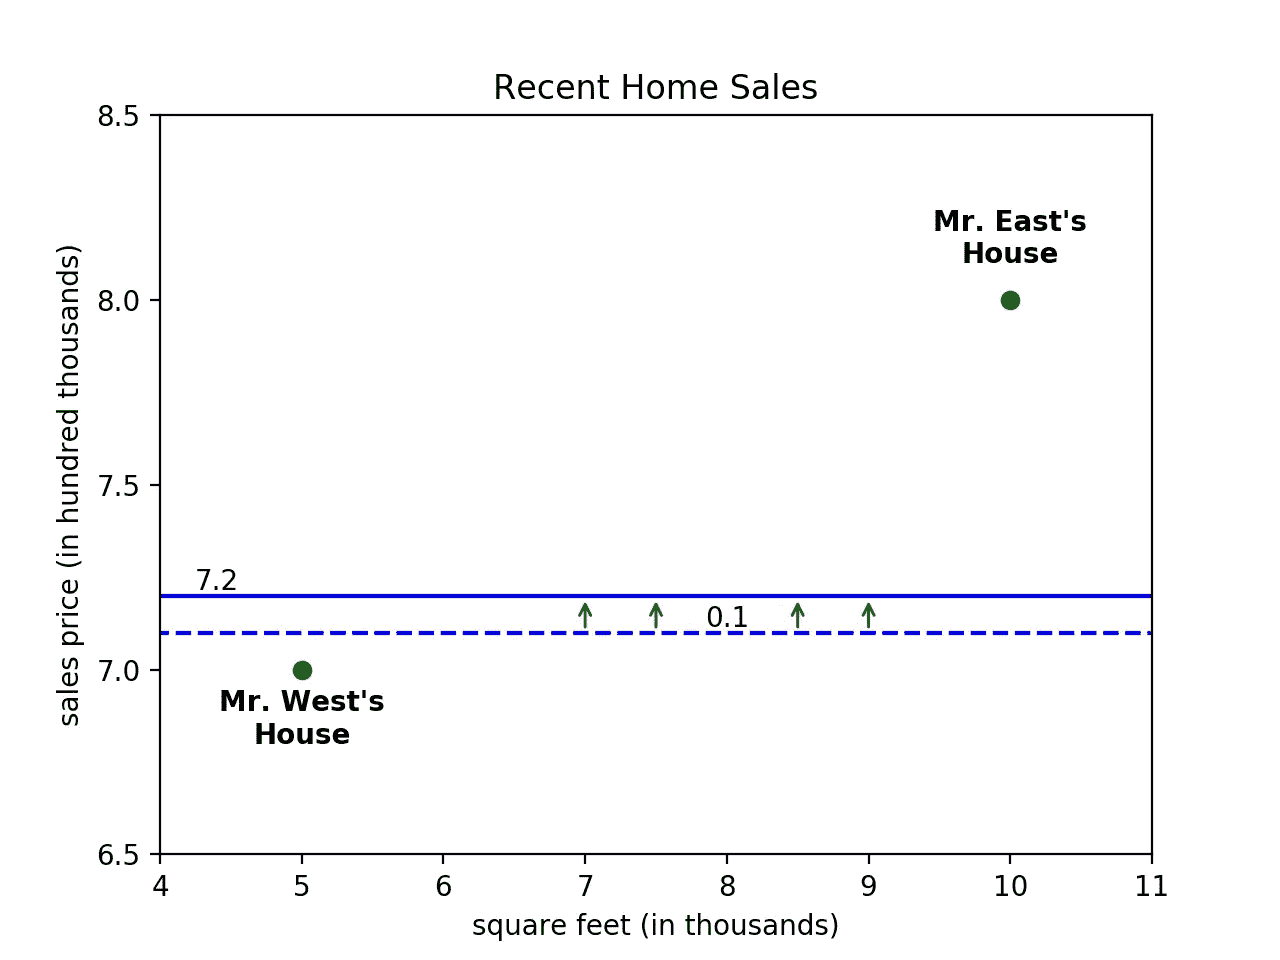 Recent Home Sales
8.5
Mr. East's
House
8.0
sales price (in hundred thousands)
7.5
7.2
0.1
7.0
Mr. West's
House
6.5
4 5 6 7 8 9 10 11
square feet (in thousands)